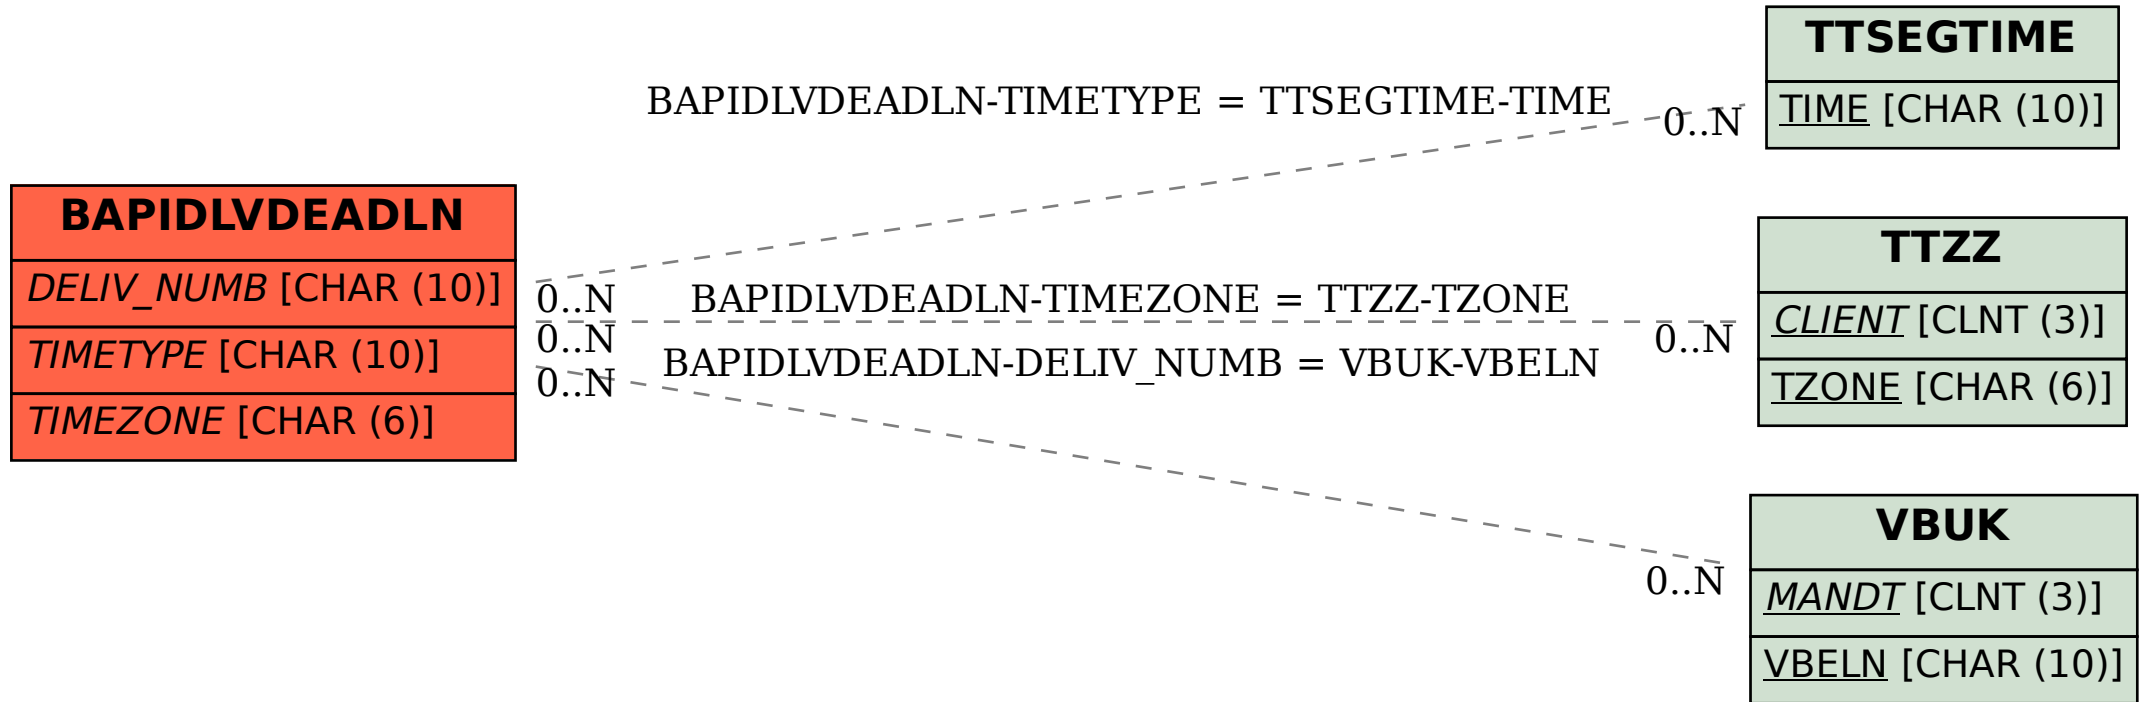 BAPIDLVDEADLN
DELIV_NUMB [CHAR (10)]
TIMETYPE [CHAR (10)]
TIMEZONE [CHAR (6)]
BAPIDLVDEADLN-TIMETYPE = TTSEGTIME-TIME
0..N
0..N
BAPIDLVDEADLN-TIMEZONE = TTZZ-TZONE
0..N
0..N
BAPIDLVDEADLN-DELIV_NUMB = VBUK-VBELN
0..N
0..N
TTSEGTIME
TIME [CHAR (10)]
TTZZ
CLIENT [CLNT (3)]
TZONE [CHAR (6)]
VBUK
MANDT [CLNT (3)]
VBELN [CHAR (10)]